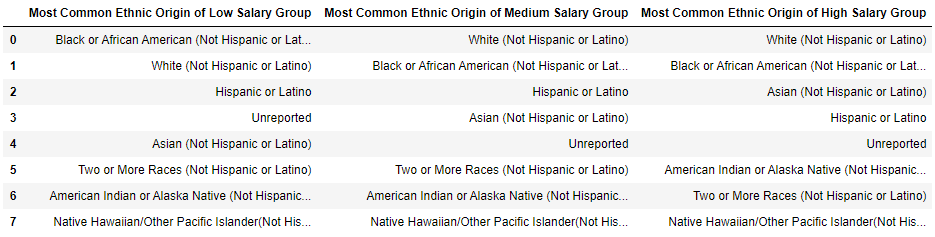 Most Common Ethnic Origin of Low Salary Group Most Common Ethnic Origin of Medium Salary Group Most Common Ethnic Origin of High Salary Group
0 Black or African American (Not Hispanic or Lat... White (Not Hispanic or Latino) White (Not Hispanic or Latino)
1 White (Not Hispanic or Latino) Black or African American (Not Hispanic or Lat... Black or African American (Not Hispanic or Lat...
2 Hispanic or Latino Hispanic or Latino Asian (Not Hispanic or Latino)
3 Unreported Asian (Not Hispanic or Latino) Hispanic or Latino
4 Asian (Not Hispanic or Latino) Unreported Unreported
5 Two or More Races (Not Hispanic or Latino) Two or More Races (Not Hispanic or Latino) American Indian or Alaska Native (Not Hispanic...
6 American Indian or Alaska Native (Not Hispanic... American Indian or Alaska Native (Not Hispanic... Two or More Races (Not Hispanic or Latino)
7 Native Hawaiian/Other Pacific Islander(Not His... Native Hawaiian/Other Pacific Islander(Not His... Native Hawaiian/Other Pacific Islander(Not His...